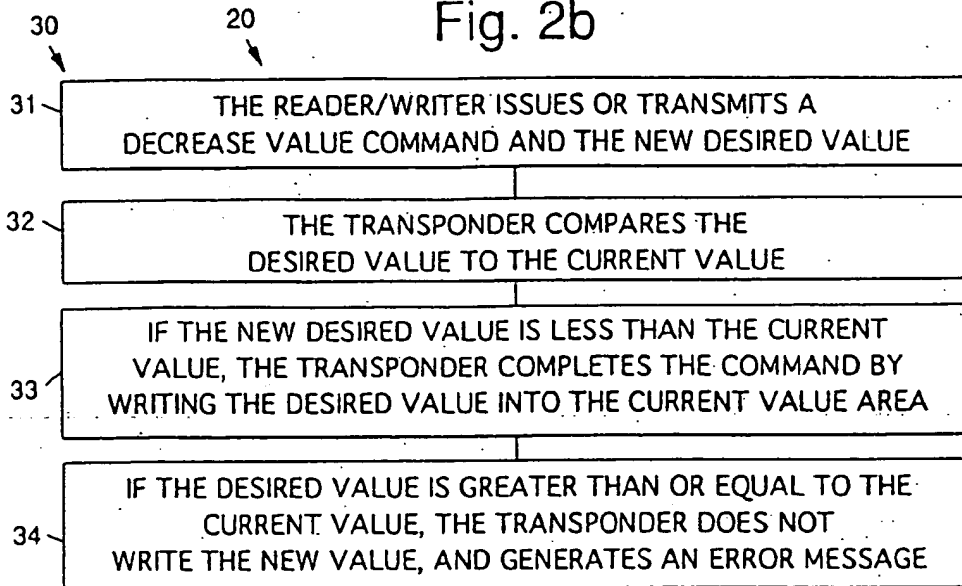 Fig. 2b
30
20
31
THE READER/WRITER ISSUES OR TRANSMITS A
DECREASE VALUE COMMAND AND THE NEW DESIRED VALUE
32
THE TRANSPONDER COMPARES THE
DESIRED VALUE TO THE CURRENT VALUE
33
IF THE NEW DESIRED VALUE IS LESS THAN THE CURRENT
VALUE, THE TRANSPONDER COMPLETES THE COMMAND BY
WRITING THE DESIRED VALUE INTO THE CURRENT VALUE AREA
34
IF THE DESIRED VALUE IS GREATER THAN OR EQUAL TO THE
CURRENT VALUE, THE TRANSPONDER DOES NOT
WRITE THE NEW VALUE, AND GENERATES AN ERROR MESSAGE